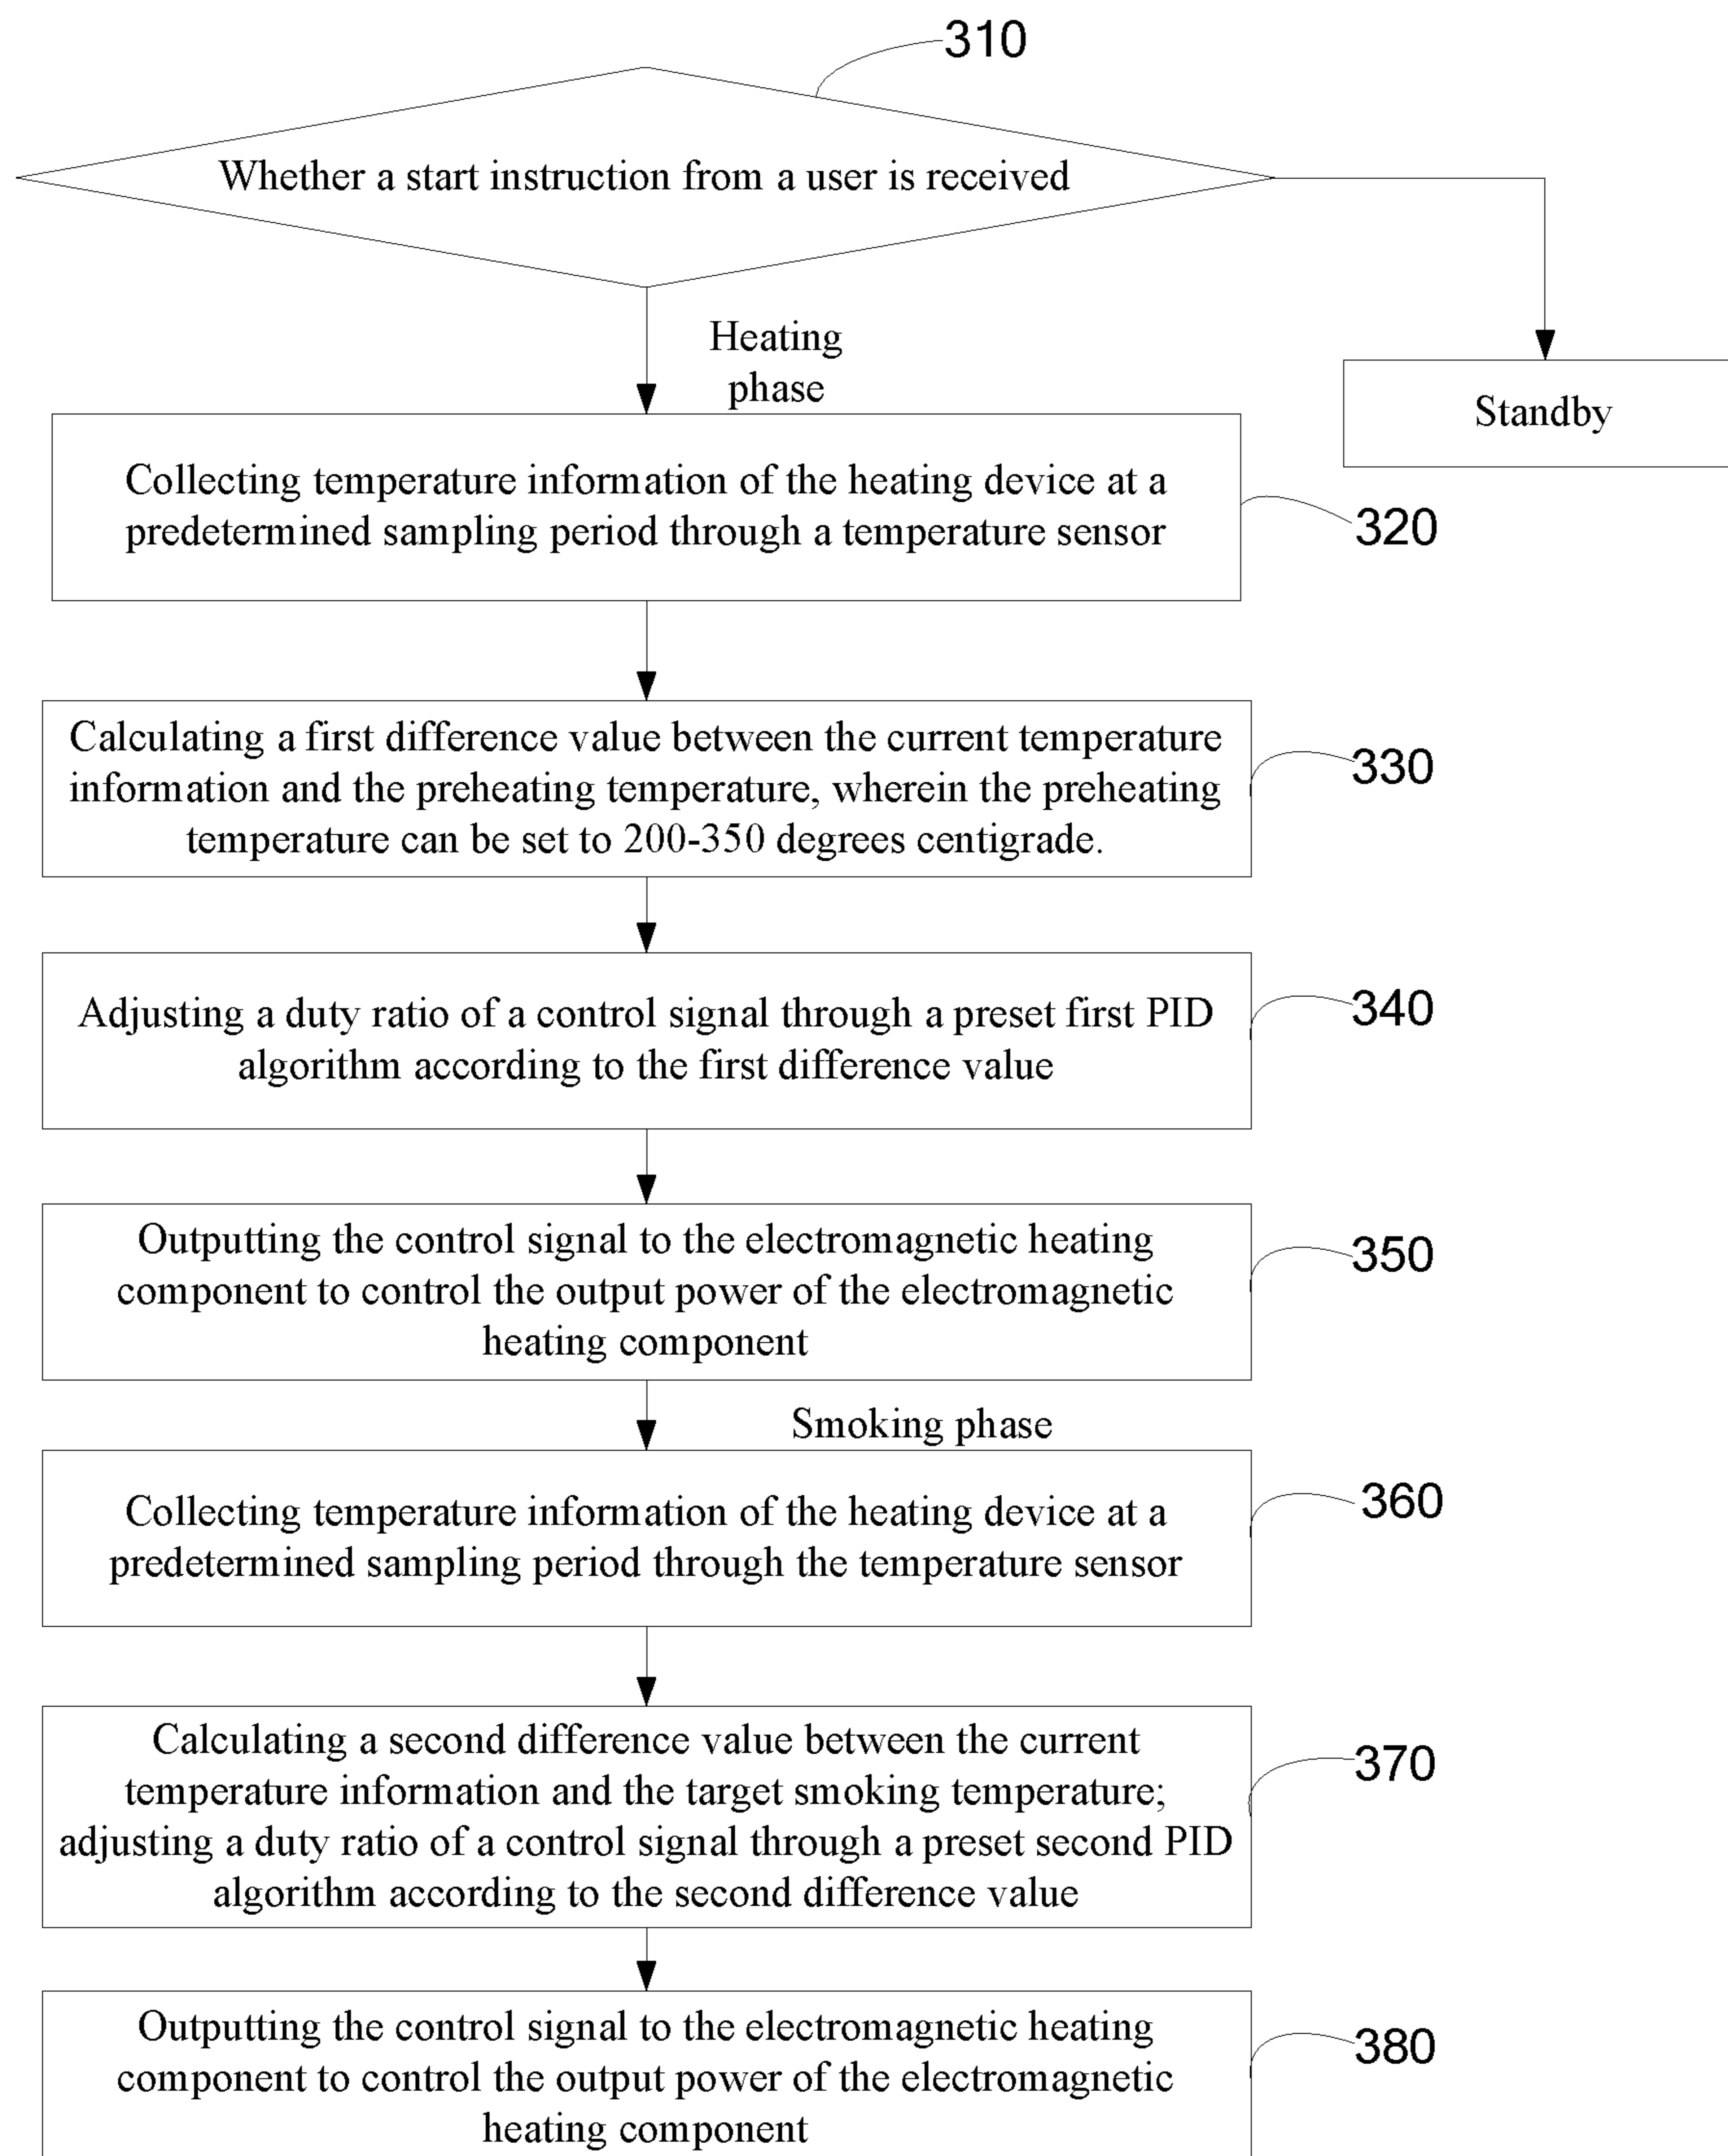 310
Whether a start instruction from a user is received
Heating
phase
Standby
Collecting temperature information of the heating device at a
predetermined sampling period through a temperature sensor
320
Calculating a first difference value between the current temperature
information and the preheating temperature, wherein the preheating
temperature can be set to 200-350 degrees centigrade.
330
Adjusting a duty ratio of a control signal through a preset first PID
algorithm according to the first difference value
340
Outputting the control signal to the electromagnetic heating
component to control the output power of the electromagnetic
heating component
350
Smoking phase
Collecting temperature information of the heating device at a
predetermined sampling period through the temperature sensor
360
Calculating a second difference value between the current
temperature information and the target smoking temperature;
adjusting a duty ratio of a control signal through a preset second PID
algorithm according to the second difference value
370
Outputting the control signal to the electromagnetic heating
component to control the output power of the electromagnetic
heating component
380